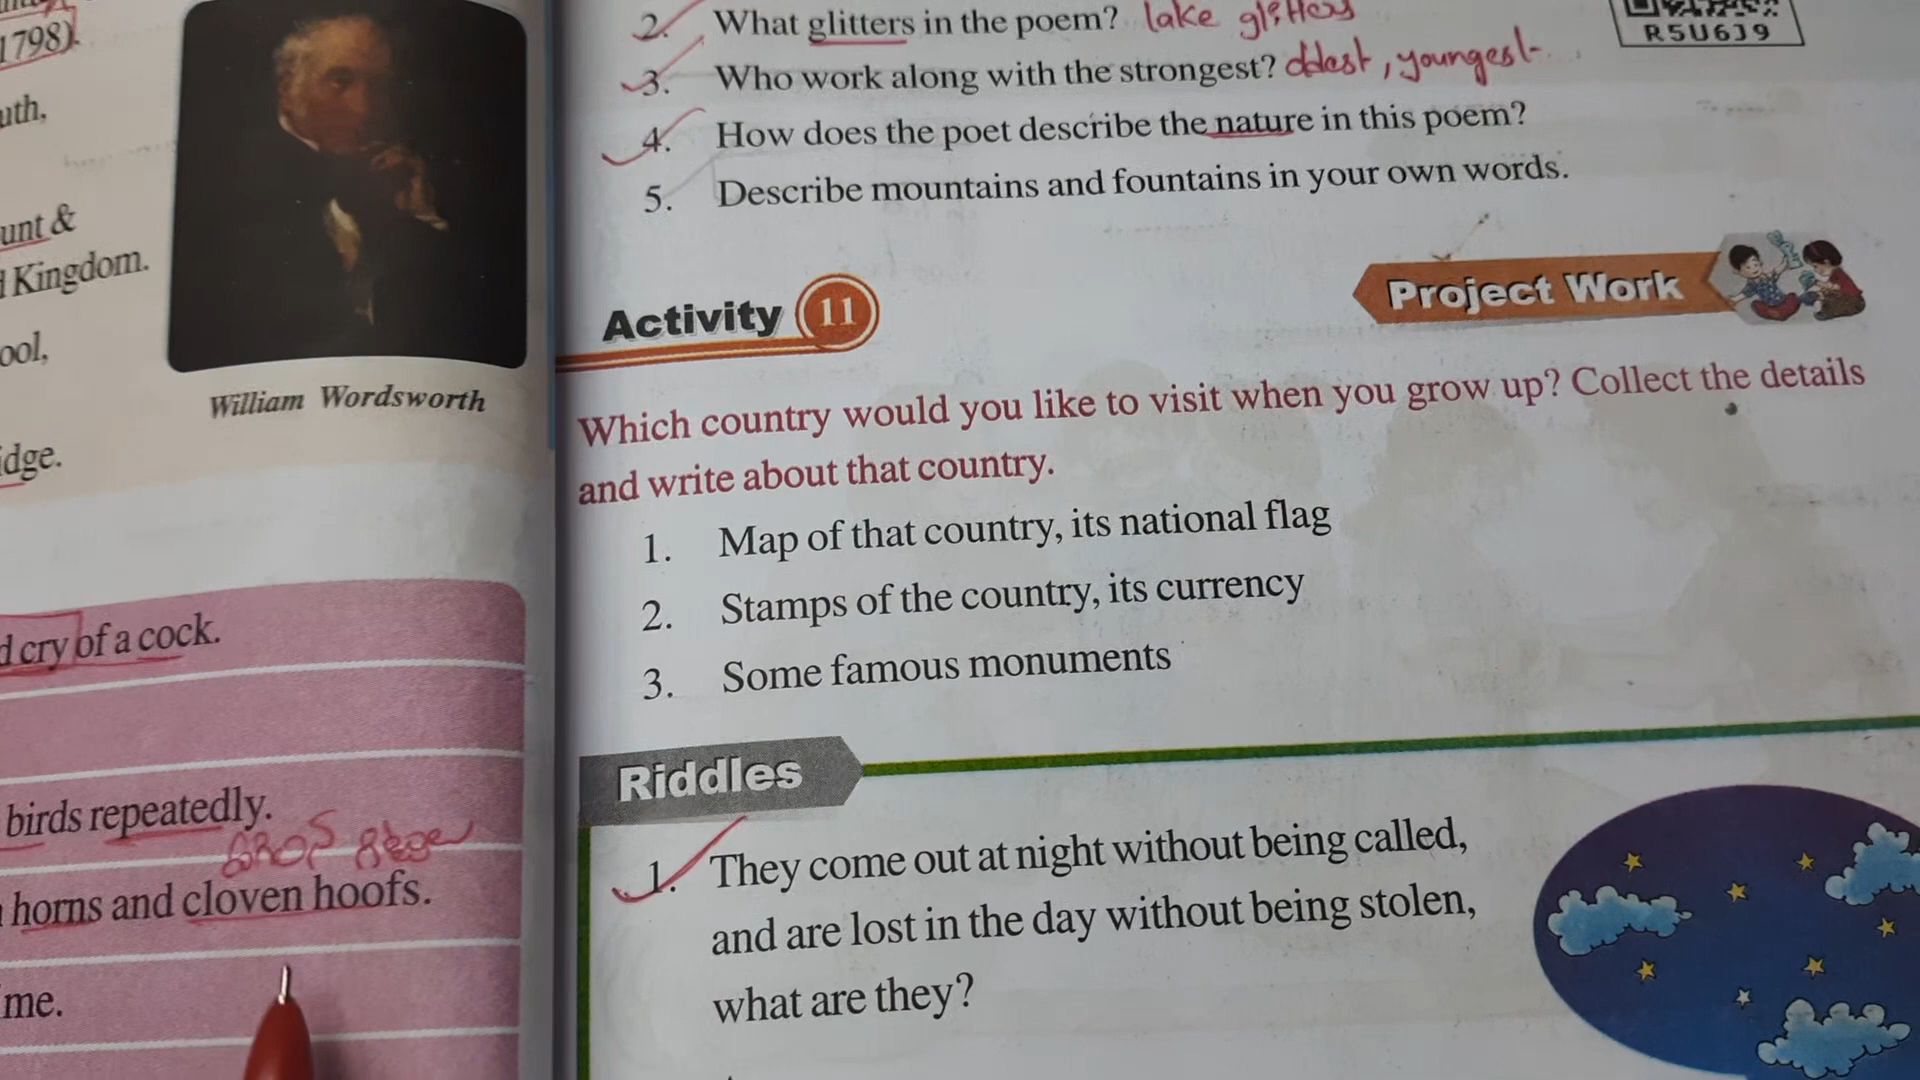 1798).
uth,
unt &
Kingdom.
ool,
William Wordsworth
idge.
d cry of a cock.
birds repeatedly.
horns and cloven hoofs.
me.
2. What glitters in the poem? lake glitters
3. Who work along with the strongest? oldest, youngest
4. How does the poet describe the nature in this poem?
5. Describe mountains and fountains in your own words.
R5U6J9
Activity 11
Project Work
Which country would you like to visit when you grow up? Collect the details
and write about that country.
1. Map of that country, its national flag
2. Stamps of the country, its currency
3. Some famous monuments
Riddles
1. They come out at night without being called,
and are lost in the day without being stolen,
what are they?